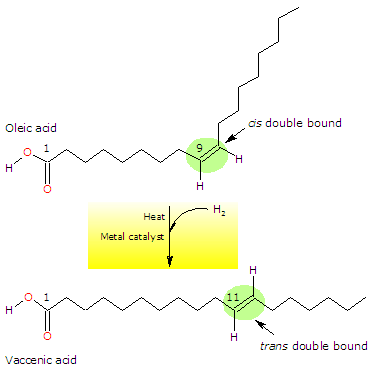 cis double bound
Oleic acid
1
9
O
H
O
H
H
Heat
H2
Metal catalyst
H
1
11
O
H
O
H
trans double bound
Vaccenic acid